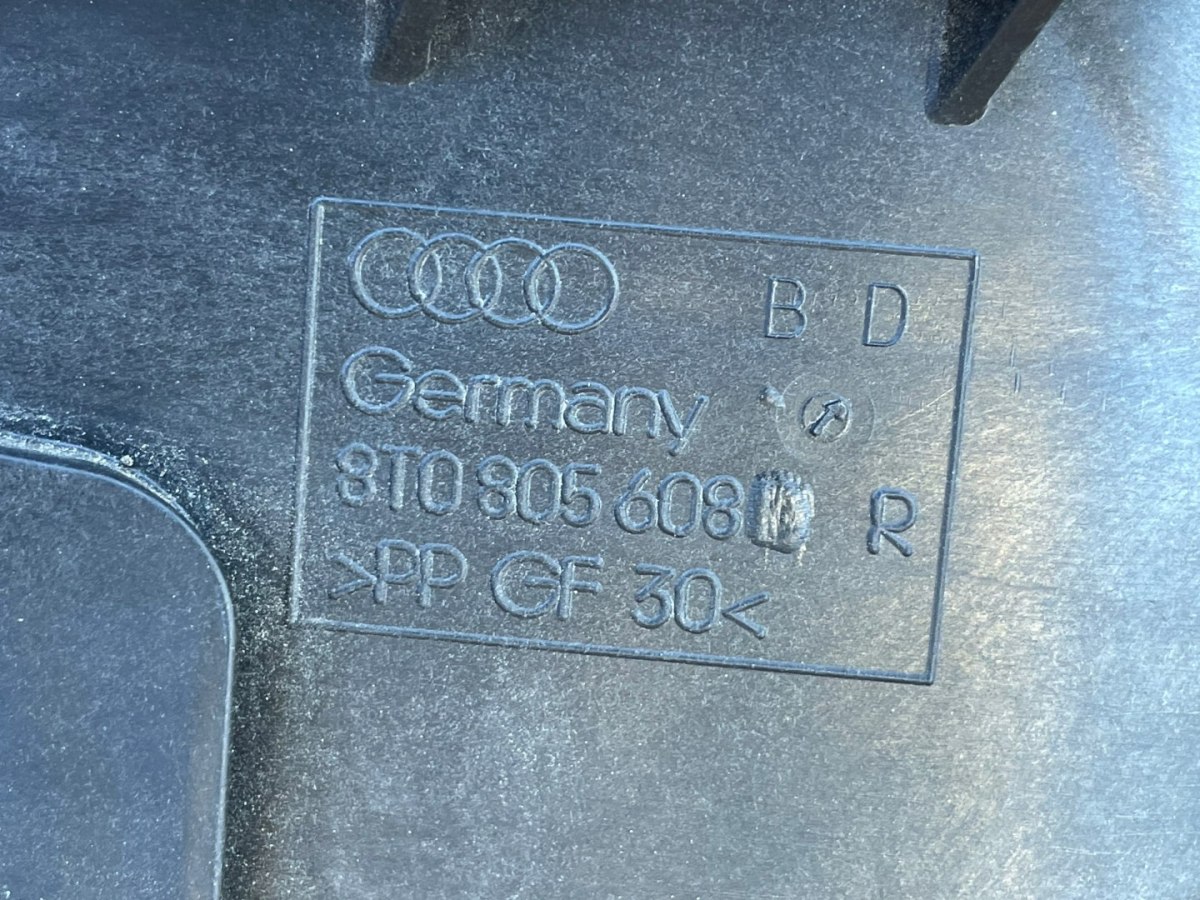 B D
Germany
8T0 805 608 R
>PP GF 30<